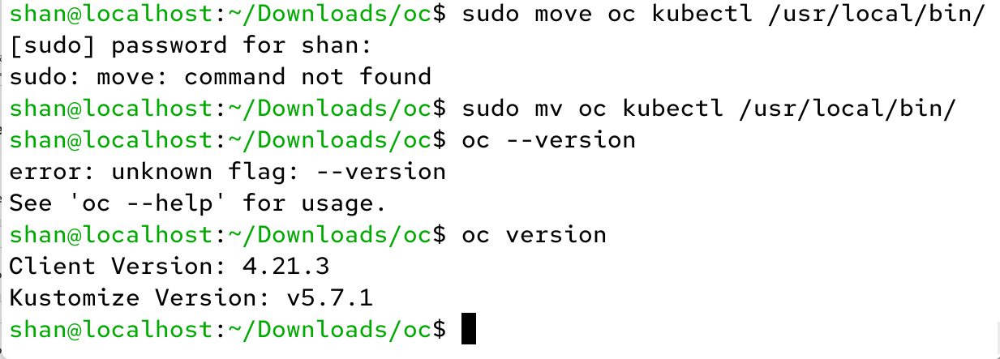 shan@localhost:~/Downloads/oc$ sudo move oc kubectl /usr/local/bin/
[sudo] password for shan:
sudo: move: command not found
shan@localhost:~/Downloads/oc$ sudo mv oc kubectl /usr/local/bin/
shan@localhost:~/Downloads/oc$ oc --version
error: unknown flag: --version
See 'oc --help' for usage.
shan@localhost:~/Downloads/oc$ oc version
Client Version: 4.21.3
Kustomize Version: v5.7.1
shan@localhost:~/Downloads/oc$